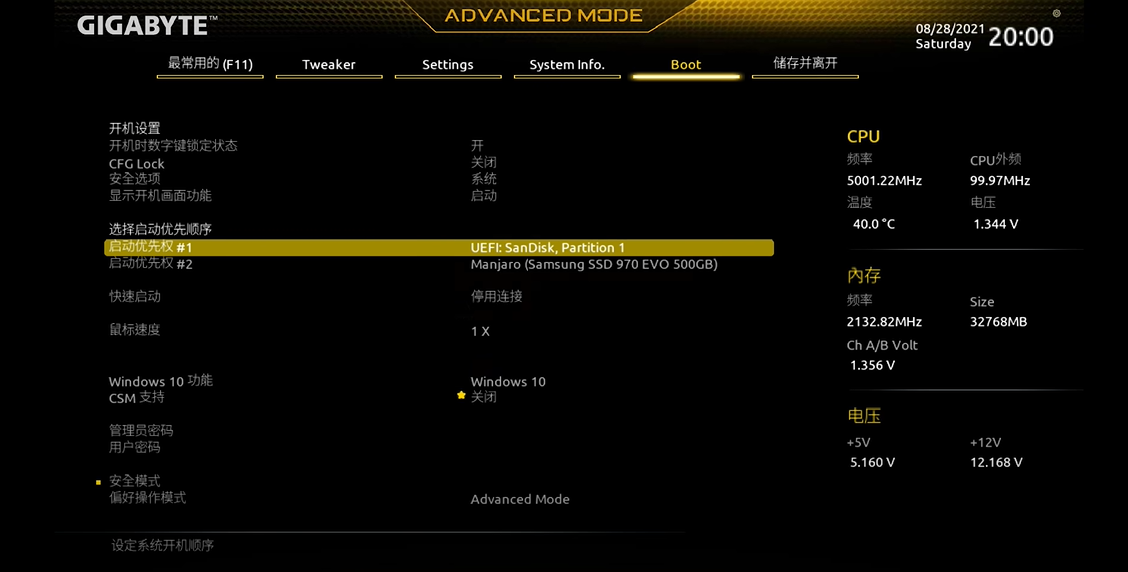 GIGABYTE™
ADVANCED MODE
08/28/2021
Saturday
20:00
最常用的 (F11)
Tweaker
Settings
System Info.
Boot
储存并离开
开机设置
开机时数字键锁定状态 开
CFG Lock 关闭
安全选项 系统
显示开机画面功能 启动
选择启动优先顺序
启动优先权 #1 UEFI: SanDisk, Partition 1
启动优先权 #2 Manjaro (Samsung SSD 970 EVO 500GB)
快速启动 停用连接
鼠标速度 1 X
Windows 10 功能 Windows 10
CSM 支持 关闭
管理员密码
用户密码
安全模式
偏好操作模式 Advanced Mode
设定系统开机顺序
CPU
频率 CPU外频
5001.22MHz 99.97MHz
温度 电压
40.0 °C 1.344 V
內存
频率 Size
2132.82MHz 32768MB
Ch A/B Volt
1.356 V
电压
+5V +12V
5.160 V 12.168 V